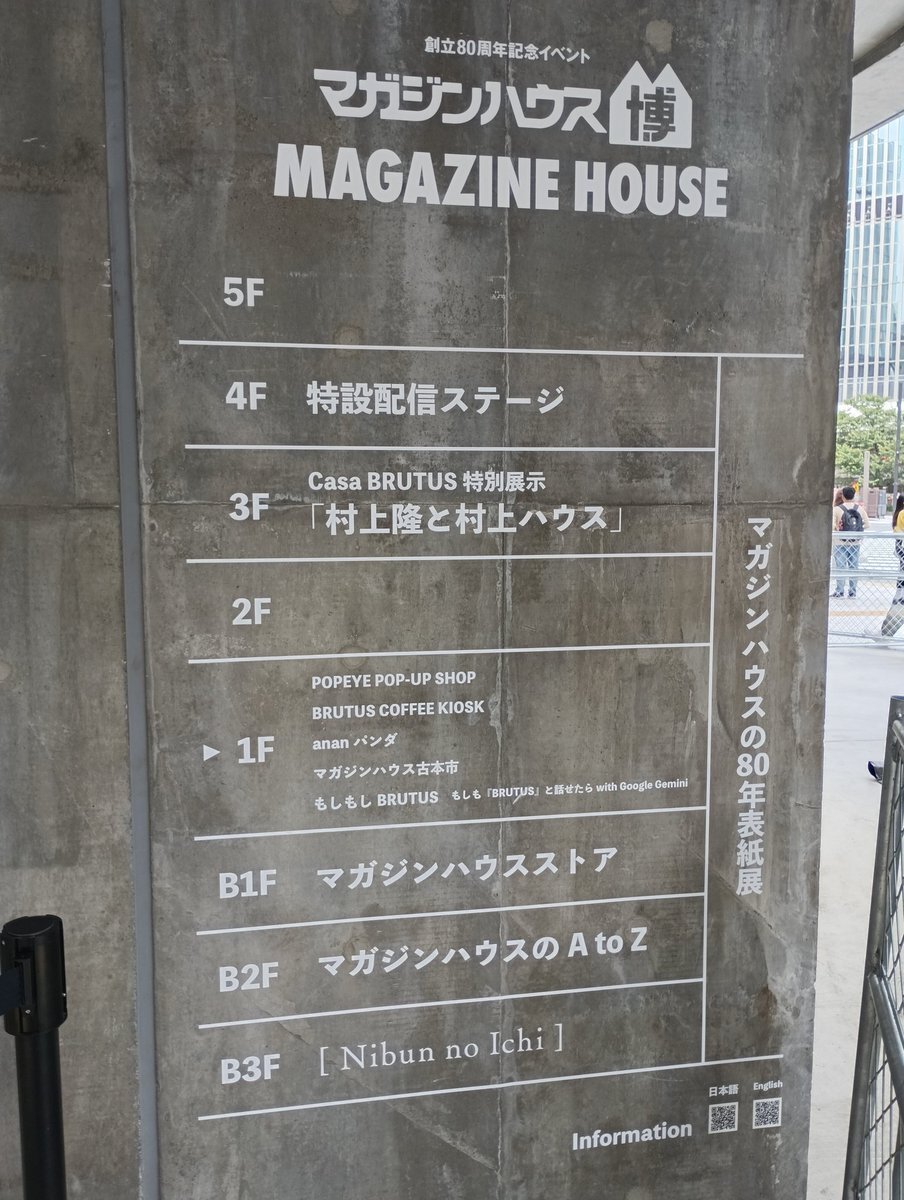 創立80周年記念イベント
マガジンハウス博
MAGAZINE HOUSE
5F
4F 特設配信ステージ
3F Casa BRUTUS 特別展示
「村上隆と村上ハウス」
2F
POPEYE POP-UP SHOP
BRUTUS COFFEE KIOSK
▶ 1F anan パンダ
マガジンハウス古本市
もしもし BRUTUS もしも『BRUTUS』と話せたら with Google Gemini
B1F マガジンハウスストア
B2F マガジンハウスの A to Z
B3F [ Nibun no Ichi ]
マガジンハウスの80年表紙展
日本語 English
Information